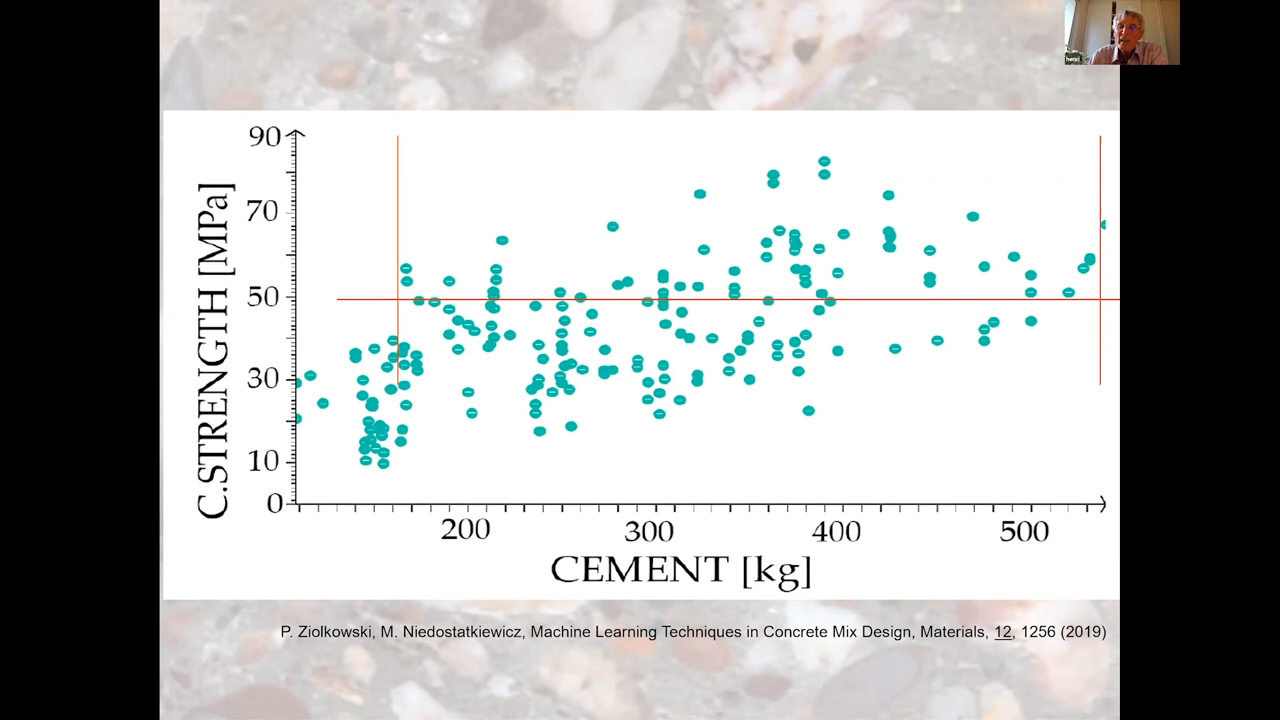 henri
90
70
50
30
10
0
C.STRENGTH [MPa]
200 300 400 500
CEMENT [kg]
P. Ziolkowski, M. Niedostatkiewicz, Machine Learning Techniques in Concrete Mix Design, Materials, 12, 1256 (2019)